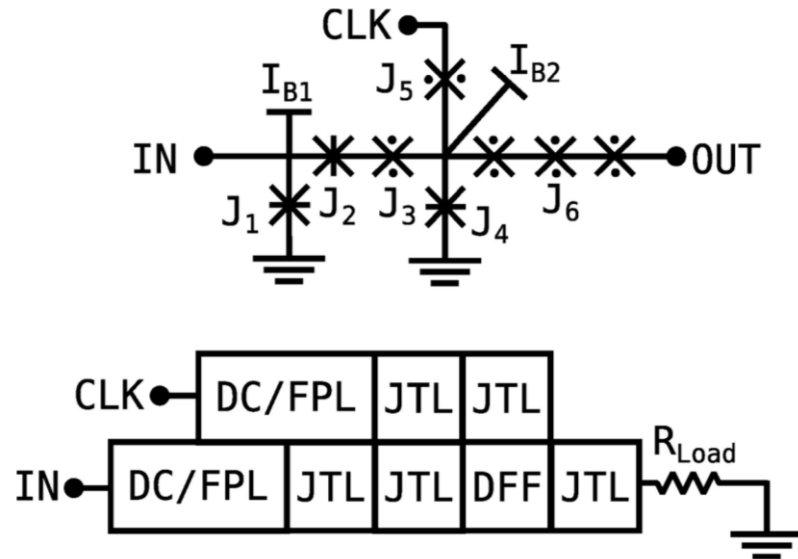 CLK
I_B2
J_5
I_B1
IN
OUT
J_1
J_2
J_3
J_4
J_6
CLK
DC/FPL JTL JTL
R_Load
IN
DC/FPL JTL JTL DFF JTL